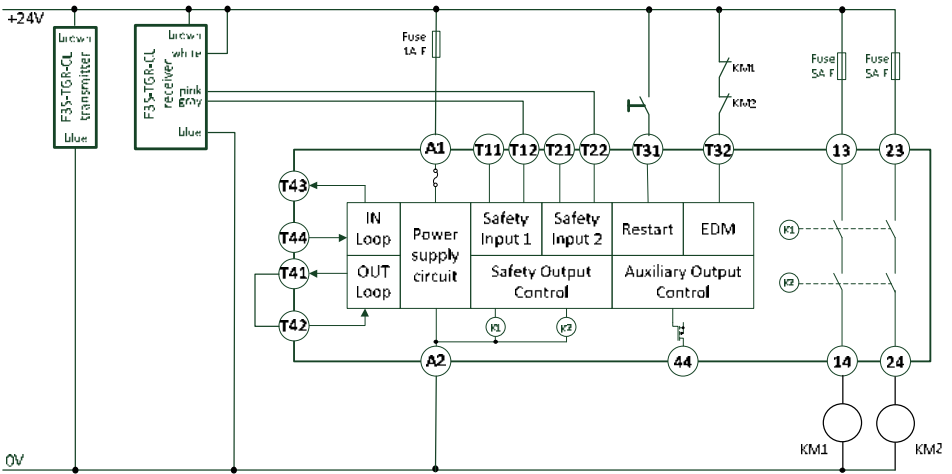 +24V
brown
F3S-TGR-CL
transmitter
blue
brown
white
F3S-TGR-CL
receiver
pink
gray
blue
Fuse
1A F
KM1
KM2
Fuse
5A F
Fuse
5A F
A1
T11
T12
T21
T22
T31
T32
13
23
T43
T44
T41
T42
IN
Loop
OUT
Loop
Power
supply
circuit
Safety
Input 1
Safety
Input 2
Restart
EDM
Safety Output
Control
Auxiliary Output
Control
K1
K2
K1
K2
A2
44
14
24
KM1
KM2
0V